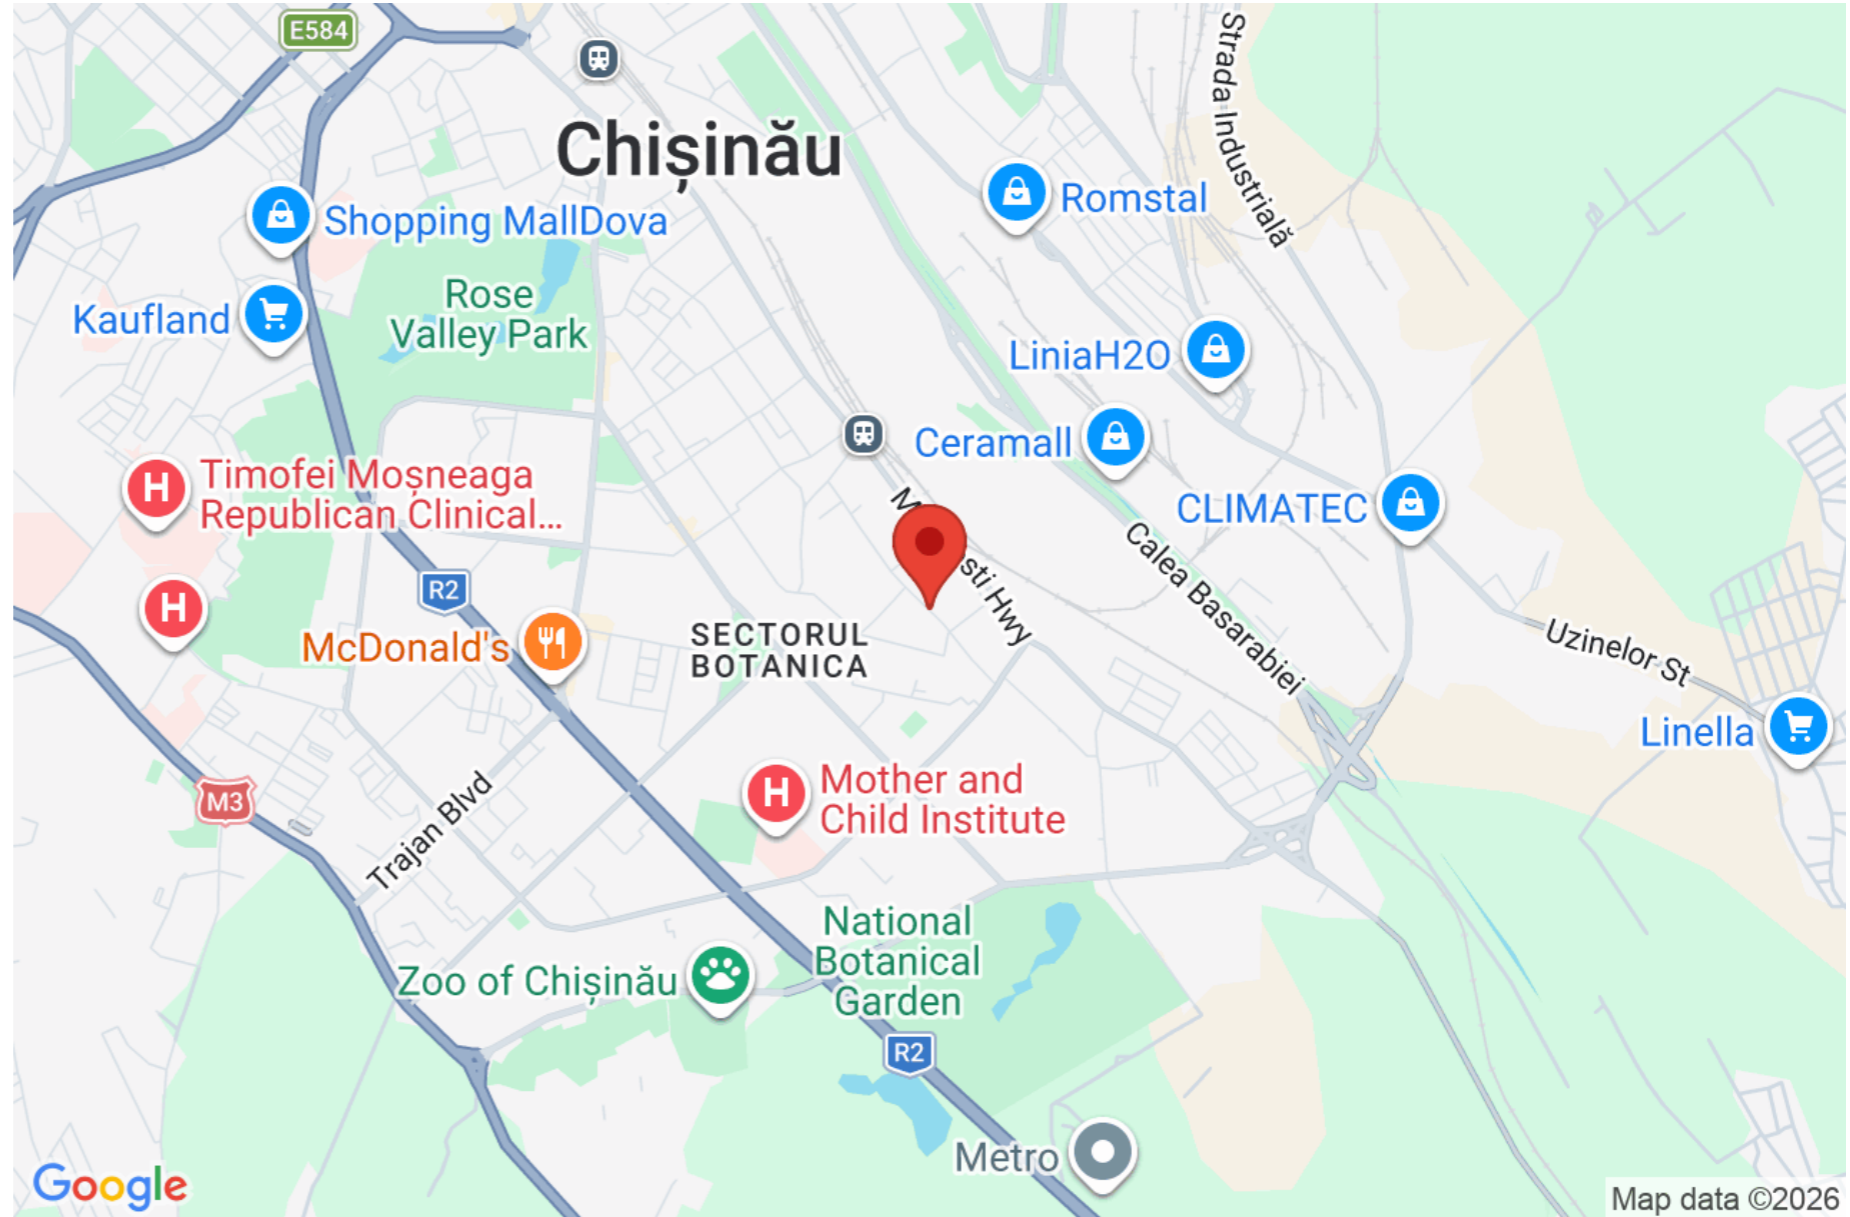 E584
Chișinău
Strada Industrială
Romstal
Shopping MallDova
Rose
Valley Park
Kaufland
LiniaH2O
Ceramall
Timofei Moșneaga
Republican Clinical...
CLIMATEC
Calea Basarabiei
Hwy
R2
McDonald's
SECTORUL
BOTANICA
Uzinelor St
Linella
Mother and
Child Institute
M3
Trajan Blvd
National
Botanical
Garden
Zoo of Chișinău
R2
Metro
Google
Map data ©2026